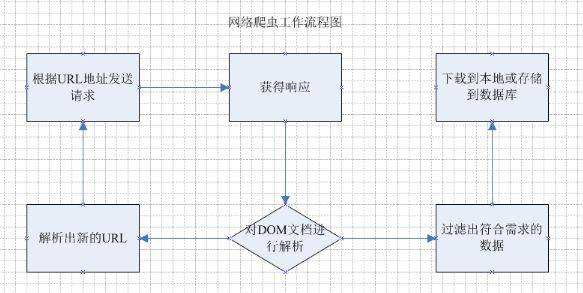 网络爬虫工作流程图
根据URL地址发送
请求
获得响应
下载到本地或存储
到数据库
解析出新的URL
对DOM文档进
行解析
过滤出符合需求的
数据